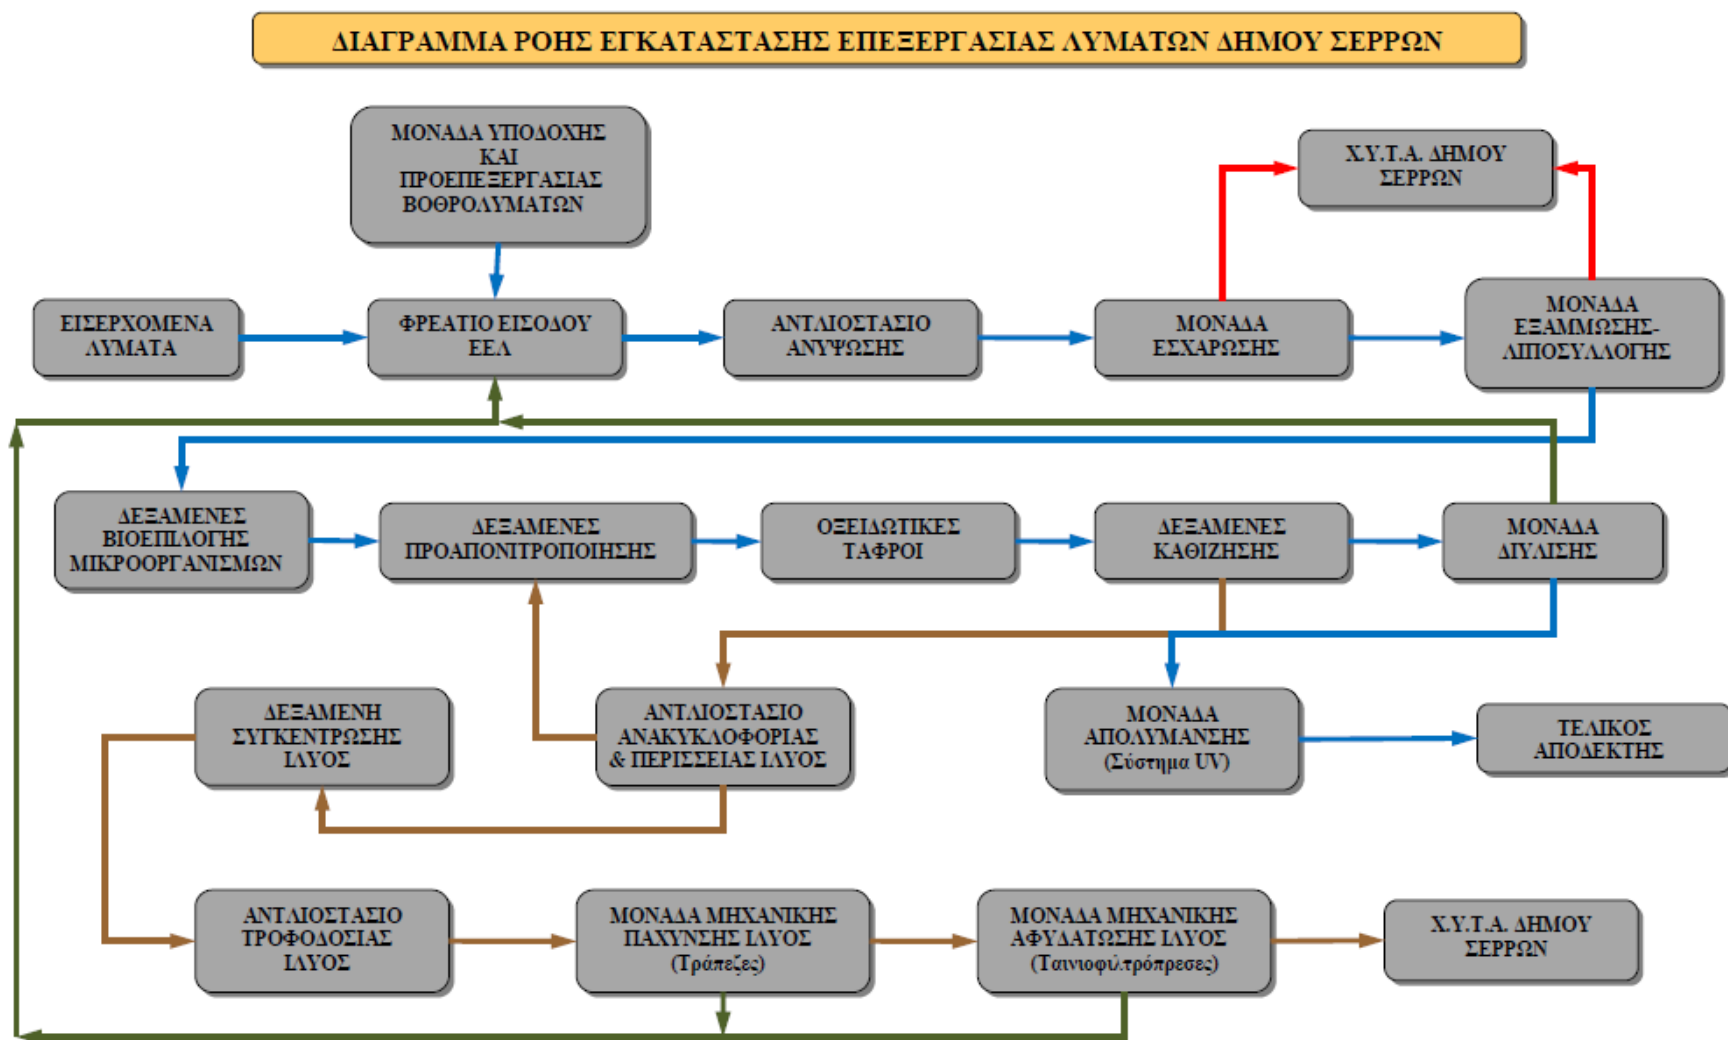 ΔΙΑΓΡΑΜΜΑ ΡΟΗΣ ΕΓΚΑΤΑΣΤΑΣΗΣ ΕΠΕΞΕΡΓΑΣΙΑΣ ΛΥΜΑΤΩΝ ΔΗΜΟΥ ΣΕΡΡΩΝ
ΜΟΝΑΔΑ ΥΠΟΔΟΧΗΣ
ΚΑΙ
ΠΡΟΕΠΕΞΕΡΓΑΣΙΑΣ
ΒΟΘΡΟΛΥΜΑΤΩΝ
Χ.Υ.Τ.Α. ΔΗΜΟΥ
ΣΕΡΡΩΝ
ΕΙΣΕΡΧΟΜΕΝΑ
ΛΥΜΑΤΑ
ΦΡΕΑΤΙΟ ΕΙΣΟΔΟΥ
ΕΕΛ
ΑΝΤΛΙΟΣΤΑΣΙΟ
ΑΝΥΨΩΣΗΣ
ΜΟΝΑΔΑ
ΕΣΧΑΡΩΣΗΣ
ΜΟΝΑΔΑ
ΕΞΑΜΜΩΣΗΣ-
ΛΙΠΟΣΥΛΛΟΓΗΣ
ΔΕΞΑΜΕΝΕΣ
ΒΙΟΕΠΙΛΟΓΗΣ
ΜΙΚΡΟΟΡΓΑΝΙΣΜΩΝ
ΔΕΞΑΜΕΝΕΣ
ΠΡΟΑΠΟΝΙΤΡΟΠΟΙΗΣΗΣ
ΟΞΕΙΔΩΤΙΚΕΣ
ΤΑΦΡΟΙ
ΔΕΞΑΜΕΝΕΣ
ΚΑΘΙΖΗΣΗΣ
ΜΟΝΑΔΑ
ΔΙΥΛΙΣΗΣ
ΔΕΞΑΜΕΝΗ
ΣΥΓΚΕΝΤΡΩΣΗΣ
ΙΛΥΟΣ
ΑΝΤΛΙΟΣΤΑΣΙΟ
ΑΝΑΚΥΚΛΟΦΟΡΙΑΣ
& ΠΕΡΙΣΣΕΙΑΣ ΙΛΥΟΣ
ΜΟΝΑΔΑ
ΑΠΟΛΥΜΑΝΣΗΣ
(Σύστημα UV)
ΤΕΛΙΚΟΣ
ΑΠΟΔΕΚΤΗΣ
ΑΝΤΛΙΟΣΤΑΣΙΟ
ΤΡΟΦΟΔΟΣΙΑΣ
ΙΛΥΟΣ
ΜΟΝΑΔΑ ΜΗΧΑΝΙΚΗΣ
ΠΑΧΥΝΣΗΣ ΙΛΥΟΣ
(Τράπεζες)
ΜΟΝΑΔΑ ΜΗΧΑΝΙΚΗΣ
ΑΦΥΔΑΤΩΣΗΣ ΙΛΥΟΣ
(Ταινιοφιλτρόπρεσες)
Χ.Υ.Τ.Α. ΔΗΜΟΥ
ΣΕΡΡΩΝ